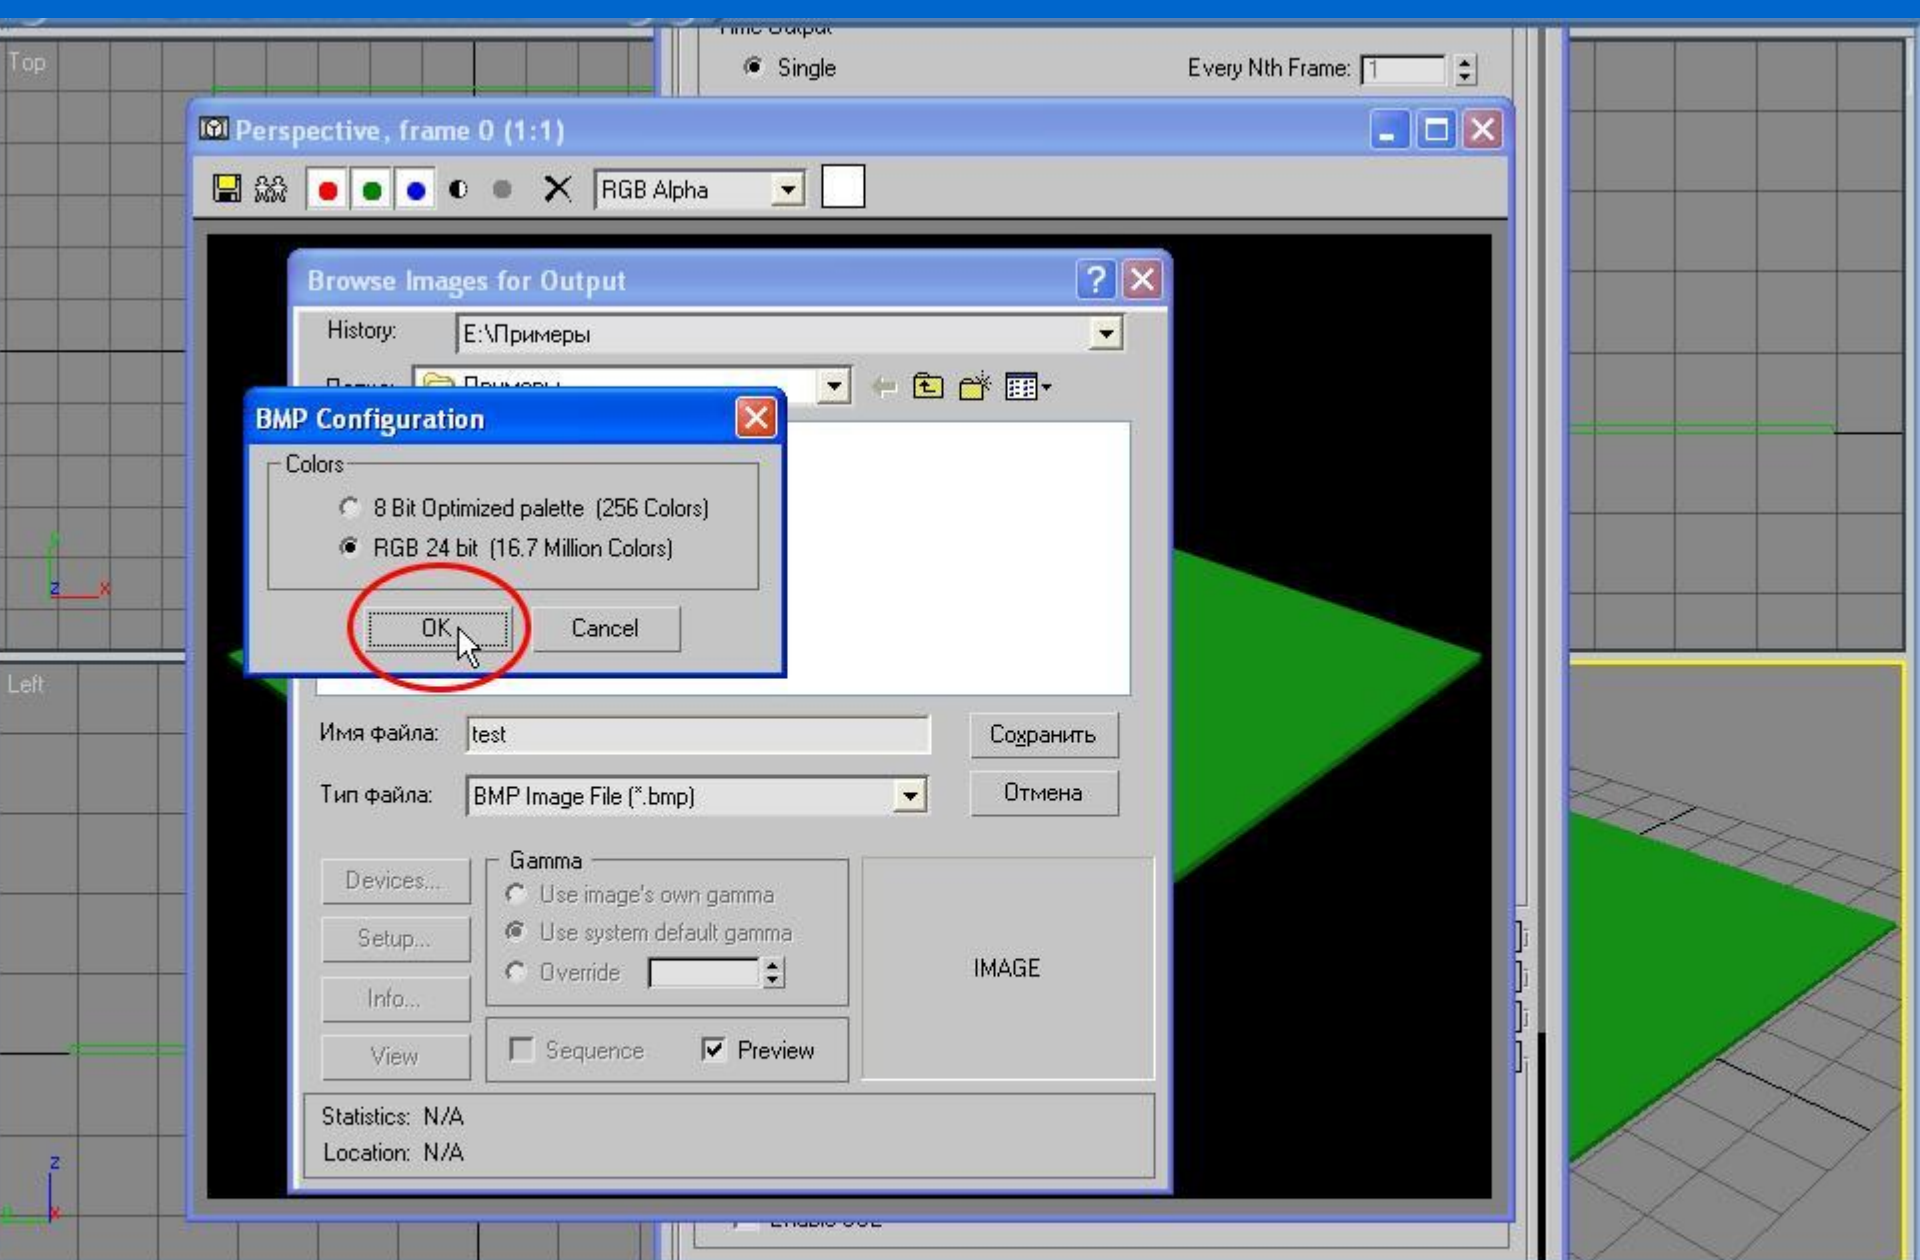 Top
Single
Every Nth Frame: 1
Perspective, frame 0 (1:1)
RGB Alpha
Browse Images for Output
History: E:\Примеры
BMP Configuration
Colors
8 Bit Optimized palette (256 Colors)
RGB 24 bit (16.7 Million Colors)
OK Cancel
z x
Left
Имя файла: test Сохранить
Тип файла: BMP Image File (*.bmp) Отмена
Devices...
Gamma
Use image's own gamma
Setup...
Use system default gamma
Override
IMAGE
Info...
View
Sequence
Preview
Statistics: N/A
Location: N/A
z
x